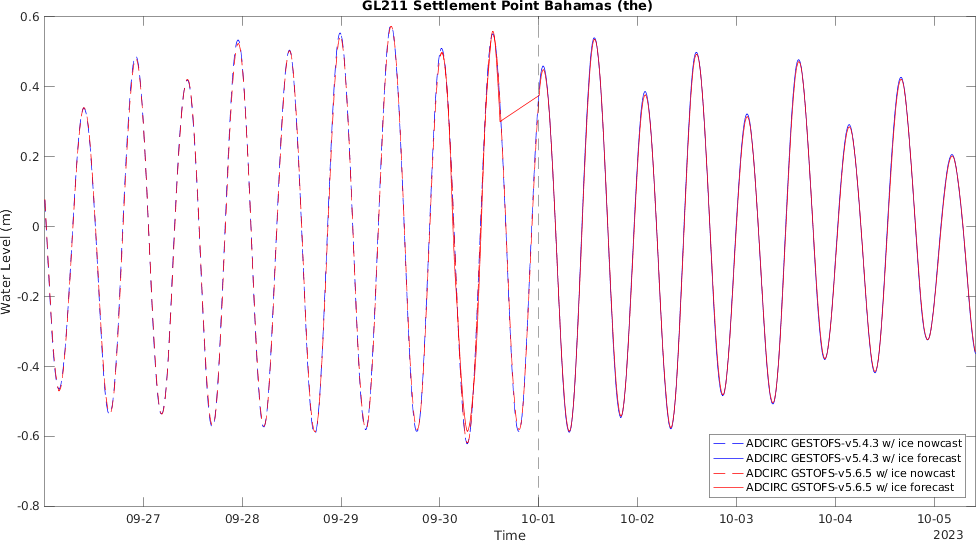 GL211 Settlement Point Bahamas (the)
0.6
0.4
0.2
0
-0.2
-0.4
-0.6
-0.8
Water Level (m)
09-27 09-28 09-29 09-30 10-01 10-02 10-03 10-04 10-05
Time
2023
ADCIRC GESTOFS-v5.4.3 w/ ice nowcast
ADCIRC GESTOFS-v5.4.3 w/ ice forecast
ADCIRC GSTOFS-v5.6.5 w/ ice nowcast
ADCIRC GSTOFS-v5.6.5 w/ ice forecast